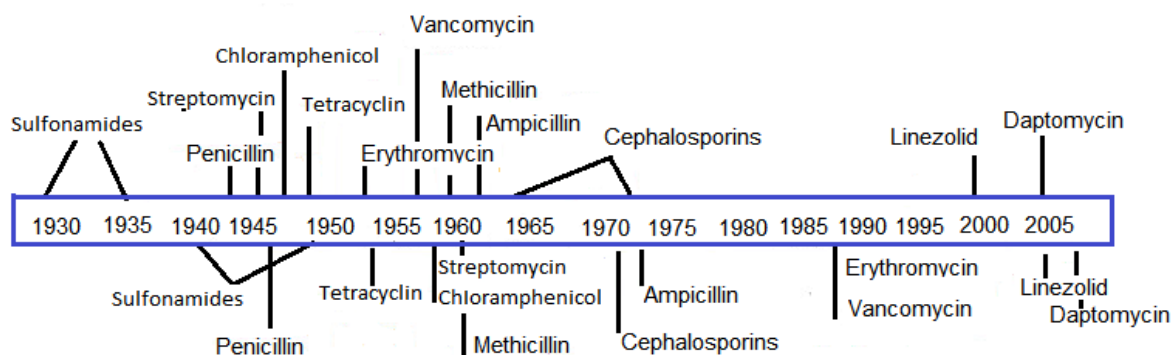 Vancomycin
Chloramphenicol
Streptomycin
Tetracyclin
Methicillin
Ampicillin
Sulfonamides
Penicillin
Erythromycin
Cephalosporins
Linezolid
Daptomycin
1930 1935 1940 1945 1950 1955 1960 1965 1970 1975 1980 1985 1990 1995 2000 2005
Sulfonamides
Tetracyclin
Streptomycin
Chloramphenicol
Ampicillin
Erythromycin
Vancomycin
Linezolid
Daptomycin
Penicillin
Methicillin
Cephalosporins